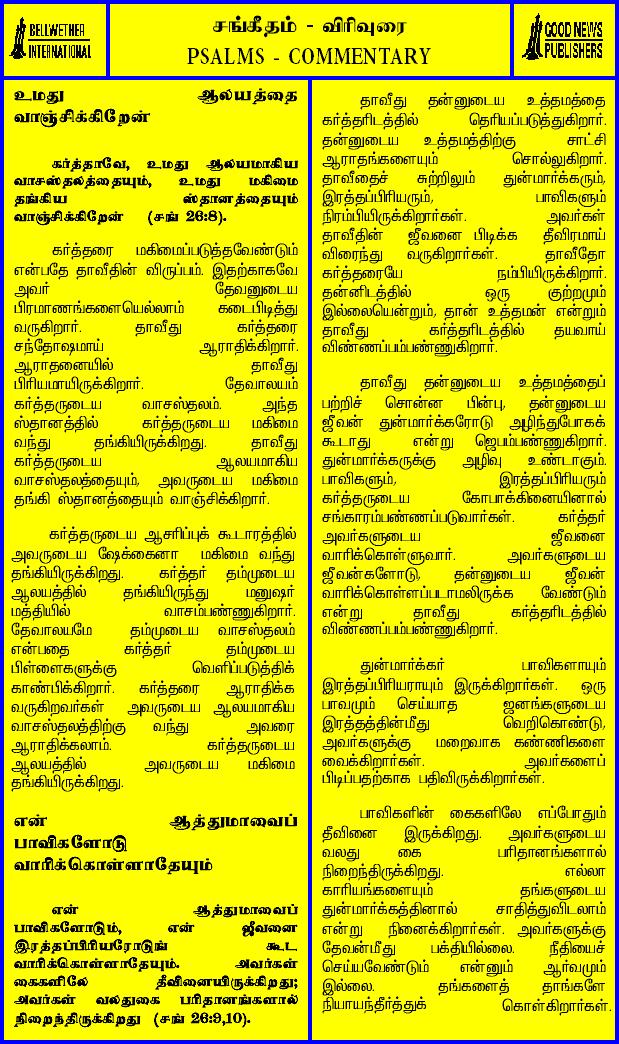 BELLWETHER
INTERNATIONAL
சங்கீதம் - விரிவுரை
PSALMS - COMMENTARY
GOOD NEWS
PUBLISHERS
உமது ஆலயத்தை
வாஞ்சிக்கிறேன்
கர்த்தாவே, உமது ஆலயமாகிய
வாசஸ்தலத்தையும், உமது மகிமை
தங்கிய ஸ்தானத்தையும்
வாஞ்சிக்கிறேன் (சங் 26:8).
கர்த்தரை மகிமைப்படுத்தவேண்டும்
என்பதே தாவீதின் விருப்பம். இதற்காகவே
அவர் தேவனுடைய
பிரமாணங்களையெல்லாம் கடைபிடித்து
வருகிறார். தாவீது கர்த்தரை
சந்தோஷமாய் ஆராதிக்கிறார்.
ஆராதனையில் தாவீது
பிரியமாயிருக்கிறார். தேவாலயம்
கர்த்தருடைய வாசஸ்தலம். அந்த
ஸ்தானத்தில் கர்த்தருடைய மகிமை
வந்து தங்கியிருக்கிறது. தாவீது
கர்த்தருடைய ஆலயமாகிய
வாசஸ்தலத்தையும், அவருடைய மகிமை
தங்கி ஸ்தானத்தையும் வாஞ்சிக்கிறார்.
கர்த்தருடைய ஆசரிப்புக் கூடாரத்தில்
அவருடைய ஷேக்கைனா மகிமை வந்து
தங்கியிருக்கிறது. கர்த்தர் தம்முடைய
ஆலயத்தில் தங்கியிருந்து மனுஷர்
மத்தியில் வாசம்பண்ணுகிறார்.
தேவாலயமே தம்முடைய வாசஸ்தலம்
என்பதை கர்த்தர் தம்முடைய
பிள்ளைகளுக்கு வெளிப்படுத்திக்
காண்பிக்கிறார். கர்த்தரை ஆராதிக்க
வருகிறவர்கள் அவருடைய ஆலயமாகிய
வாசஸ்தலத்திற்கு வந்து அவரை
ஆராதிக்கலாம். கர்த்தருடைய
ஆலயத்தில் அவருடைய மகிமை
தங்கியிருக்கிறது.
என் ஆத்துமாவைப்
பாவிகளோடு
வாரிக்கொள்ளாதேயும்
என் ஆத்துமாவைப்
பாவிகளோடும், என் ஜீவனை
இரத்தப்பிரியரோடுங் கூட
வாரிக்கொள்ளாதேயும். அவர்கள்
கைகளிலே தீவினையிருக்கிறது;
அவர்கள் வலதுகை பரிதானங்களால்
நிறைந்திருக்கிறது (சங் 26:9,10).
தாவீது தன்னுடைய உத்தமத்தை
கர்த்தரிடத்தில் தெரியப்படுத்துகிறார்.
தன்னுடைய உத்தமத்திற்கு சாட்சி
ஆராதங்களையும் சொல்லுகிறார்.
தாவீதைச் சுற்றிலும் துன்மார்க்கரும்,
இரத்தப்பிரியரும், பாவிகளும்
நிரம்பியிருக்கிறார்கள். அவர்கள்
தாவீதின் ஜீவனை பிடிக்க தீவிரமாய்
விரைந்து வருகிறார்கள். தாவீதோ
கர்த்தரையே நம்பியிருக்கிறார்.
தன்னிடத்தில் ஒரு குற்றமும்
இல்லையென்றும், தான் உத்தமன் என்றும்
தாவீது கர்த்தரிடத்தில் தயவாய்
விண்ணப்பம்பண்ணுகிறார்.
தாவீது தன்னுடைய உத்தமத்தைப்
பற்றிச் சொன்ன பின்பு, தன்னுடைய
ஜீவன் துன்மார்க்கரோடு அழிந்துபோகக்
கூடாது என்று ஜெபம்பண்ணுகிறார்.
துன்மார்க்கருக்கு அழிவு உண்டாகும்.
பாவிகளும், இரத்தப்பிரியரும்
கர்த்தருடைய கோபாக்கினையினால்
சங்காரம்பண்ணப்படுவார்கள். கர்த்தர்
அவர்களுடைய ஜீவனை
வாரிக்கொள்ளுவார். அவர்களுடைய
ஜீவன்களோடு, தன்னுடைய ஜீவன்
வாரிக்கொள்ளப்படாமலிருக்க வேண்டும்
என்று தாவீது கர்த்தரிடத்தில்
விண்ணப்பம்பண்ணுகிறார்.
துன்மார்க்கர் பாவிகளாயும்
இரத்தப்பிரியராயும் இருக்கிறார்கள். ஒரு
பாவமும் செய்யாத ஜனங்களுடைய
இரத்தத்தின்மீது வெறிகொண்டு,
அவர்களுக்கு மறைவாக கண்ணிகளை
வைக்கிறார்கள். அவர்களைப்
பிடிப்பதற்காக பதிவிருக்கிறார்கள்.
பாவிகளின் கைகளிலே எப்போதும்
தீவினை இருக்கிறது. அவர்களுடைய
வலது கை பரிதானங்களால்
நிறைந்திருக்கிறது. எல்லா
காரியங்களையும் தங்களுடைய
துன்மார்க்கத்தினால் சாதித்துவிடலாம்
என்று நினைக்கிறார்கள். அவர்களுக்கு
தேவன்மீது பக்தியில்லை. நீதியைச்
செய்யவேண்டும் என்னும் ஆர்வமும்
இல்லை. தங்களைத் தாங்களே
நியாயந்தீர்த்துக் கொள்கிறார்கள்.